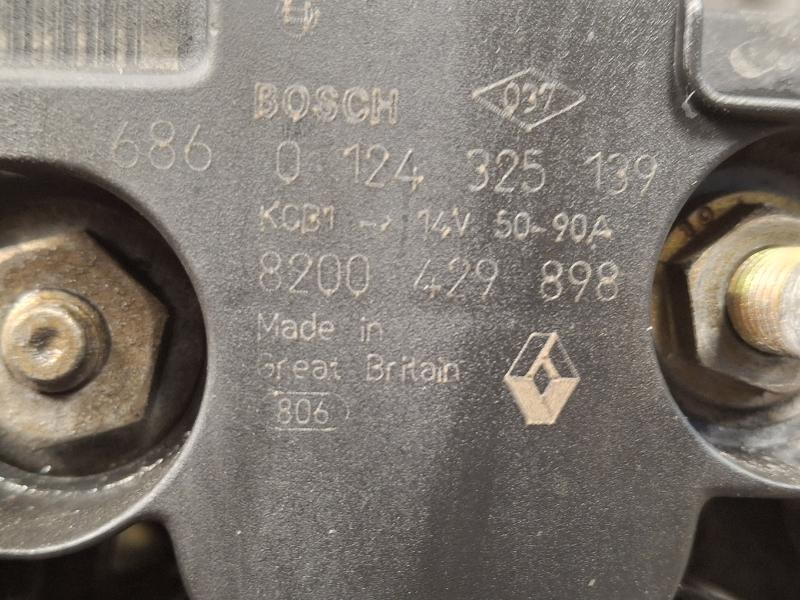 BOSCH 037
686 0 124 325 139
KCB1 -> 14V 50-90A
8200 429 898
Made in
Great Britain
806